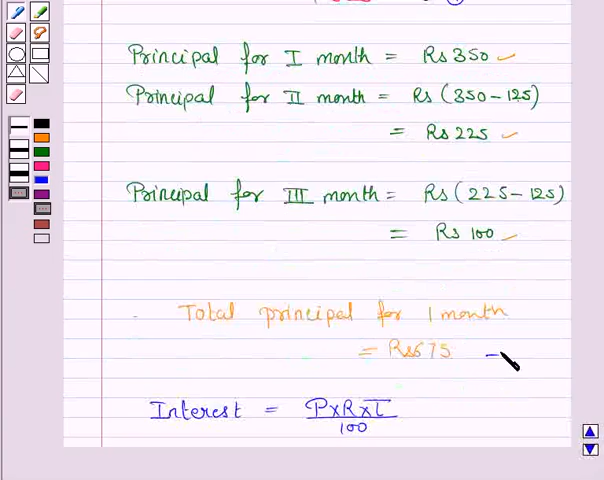 Principal for I month = Rs 350
Principal for II month = Rs (350 - 125)
= Rs 225
Principal for III month = Rs (225 - 125)
= Rs 100
Total principal for 1 month
= Rs 675 -
Interest = P x R x T
100